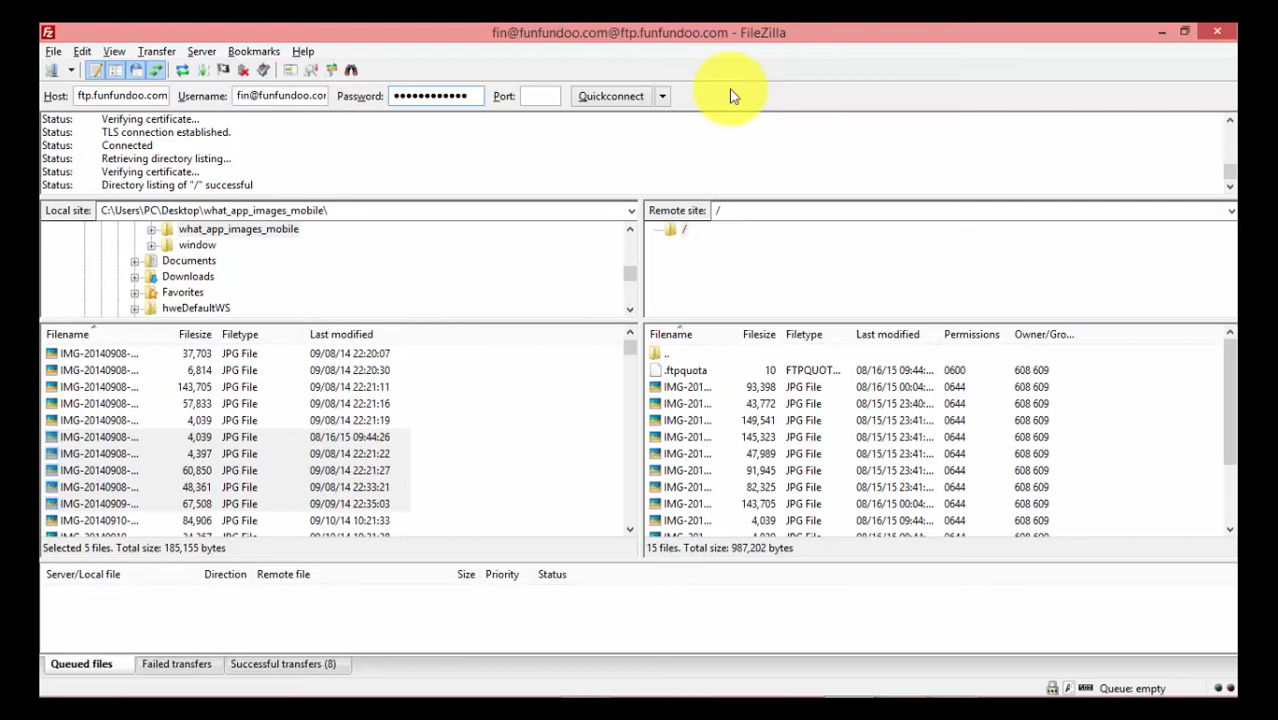 fin@funfundoo.com@ftp.funfundoo.com - FileZilla
File Edit View Transfer Server Bookmarks Help
Host: ftp.funfundoo.com Username: fin@funfundoo.cor Password: •••••••••••• Port: Quickconnect
Status: Verifying certificate...
Status: TLS connection established.
Status: Connected
Status: Retrieving directory listing...
Status: Verifying certificate...
Status: Directory listing of "/" successful
Local site: C:\Users\PC\Desktop\what_app_images_mobile\
what_app_images_mobile
window
Documents
Downloads
Favorites
hweDefaultWS
Filename Filesize Filetype Last modified
IMG-20140908-... 37,703 JPG File 09/08/14 22:20:07
IMG-20140908-... 6,814 JPG File 09/08/14 22:20:30
IMG-20140908-... 143,705 JPG File 09/08/14 22:21:11
IMG-20140908-... 57,833 JPG File 09/08/14 22:21:16
IMG-20140908-... 4,039 JPG File 09/08/14 22:21:19
IMG-20140908-... 4,039 JPG File 08/16/15 09:44:26
IMG-20140908-... 4,397 JPG File 09/08/14 22:21:22
IMG-20140908-... 60,850 JPG File 09/08/14 22:21:27
IMG-20140908-... 48,361 JPG File 09/08/14 22:33:21
IMG-20140909-... 67,508 JPG File 09/09/14 22:35:03
IMG-20140910-... 84,906 JPG File 09/10/14 10:21:33
Selected 5 files. Total size: 185,155 bytes
Remote site: /
/
Filename Filesize Filetype Last modified Permissions Owner/Gro...
..
.ftpquota 10 FTPQUOT... 08/16/15 09:44:... 0600 608 609
IMG-201... 93,398 JPG File 08/16/15 00:04:... 0644 608 609
IMG-201... 43,772 JPG File 08/15/15 23:40:... 0644 608 609
IMG-201... 149,541 JPG File 08/15/15 23:41:... 0644 608 609
IMG-201... 145,323 JPG File 08/15/15 23:41:... 0644 608 609
IMG-201... 47,989 JPG File 08/15/15 23:41:... 0644 608 609
IMG-201... 91,945 JPG File 08/15/15 23:41:... 0644 608 609
IMG-201... 82,325 JPG File 08/15/15 23:41:... 0644 608 609
IMG-201... 143,705 JPG File 08/16/15 00:04:... 0644 608 609
IMG-201... 4,039 JPG File 08/16/15 09:44:... 0644 608 609
15 files. Total size: 987,202 bytes
Server/Local file Direction Remote file Size Priority Status
Queued files Failed transfers Successful transfers (8)
Queue: empty